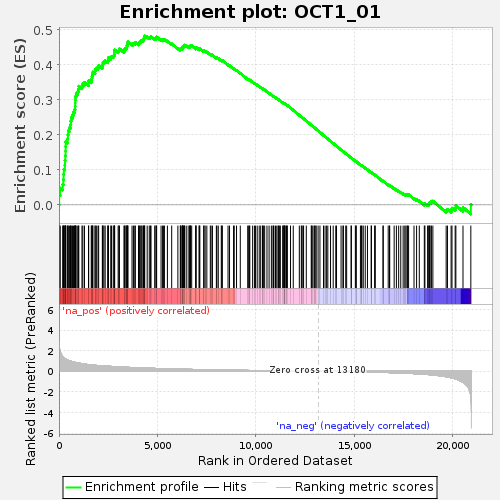 Enrichment plot: OCT1_01
Enrichment score (ES)
0.5
0.4
0.3
0.2
0.1
0.0
'na_pos' (positively correlated)
Ranked list metric (PreRanked)
6
4
2
0
-2
-4
-6
Zero cross at 13180
'na_neg' (negatively correlated)
0
5,000
10,000
15,000
20,000
Rank in Ordered Dataset
Enrichment profile
Hits
Ranking metric scores